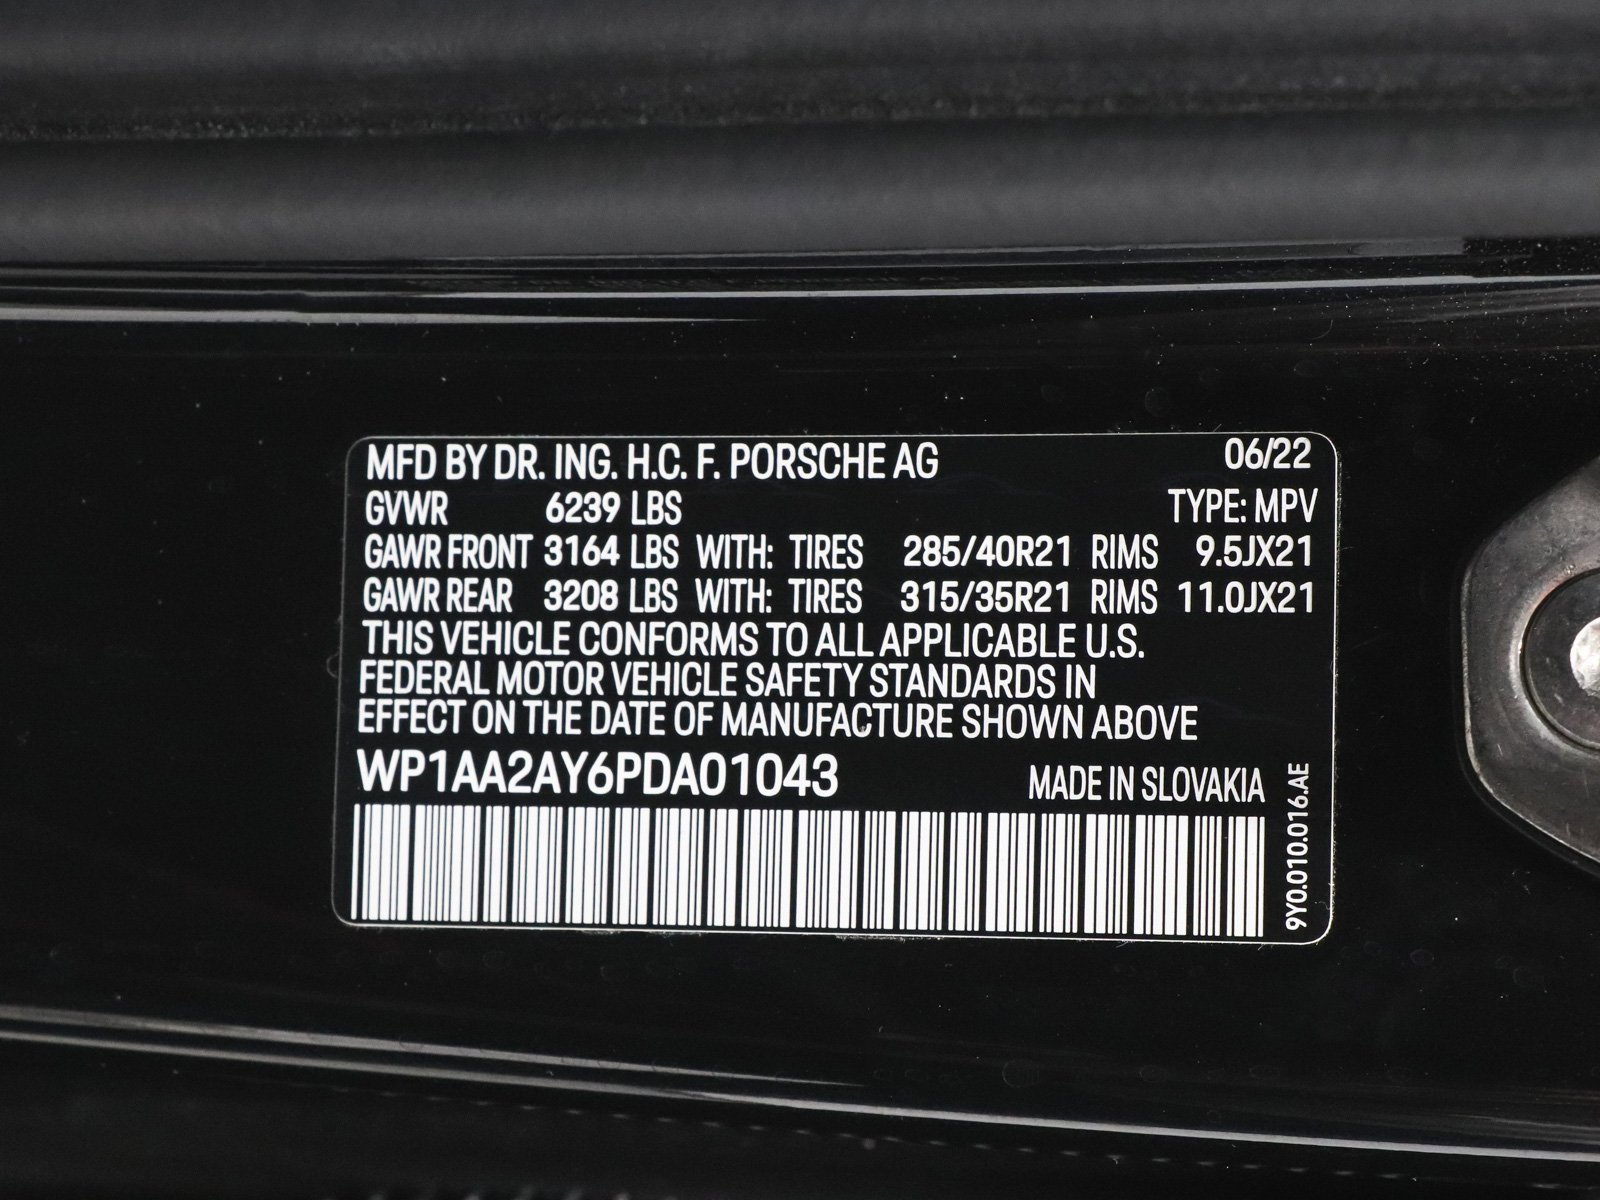 MFD BY DR. ING. H.C. F. PORSCHE AG 06/22
GVWR 6239 LBS TYPE: MPV
GAWR FRONT 3164 LBS WITH: TIRES 285/40R21 RIMS 9.5JX21
GAWR REAR 3208 LBS WITH: TIRES 315/35R21 RIMS 11.0JX21
THIS VEHICLE CONFORMS TO ALL APPLICABLE U.S.
FEDERAL MOTOR VEHICLE SAFETY STANDARDS IN
EFFECT ON THE DATE OF MANUFACTURE SHOWN ABOVE
WP1AA2AY6PDA01043 MADE IN SLOVAKIA
9Y0.010.016.AE